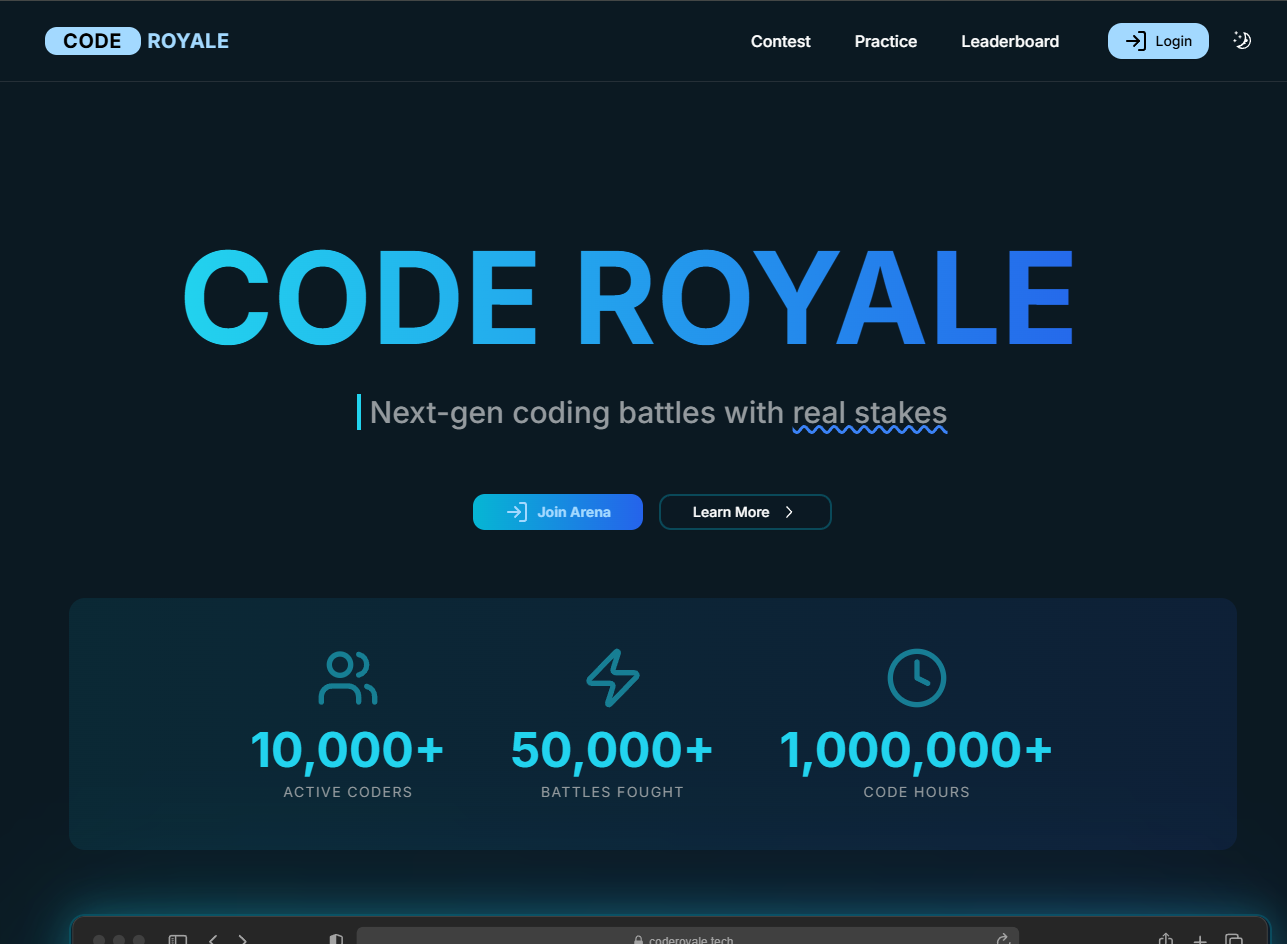 CODE ROYALE
Contest Practice Leaderboard Login
CODE ROYALE
Next-gen coding battles with real stakes
Join Arena Learn More
10,000+ 50,000+ 1,000,000+
ACTIVE CODERS BATTLES FOUGHT CODE HOURS
coderoyale.tech